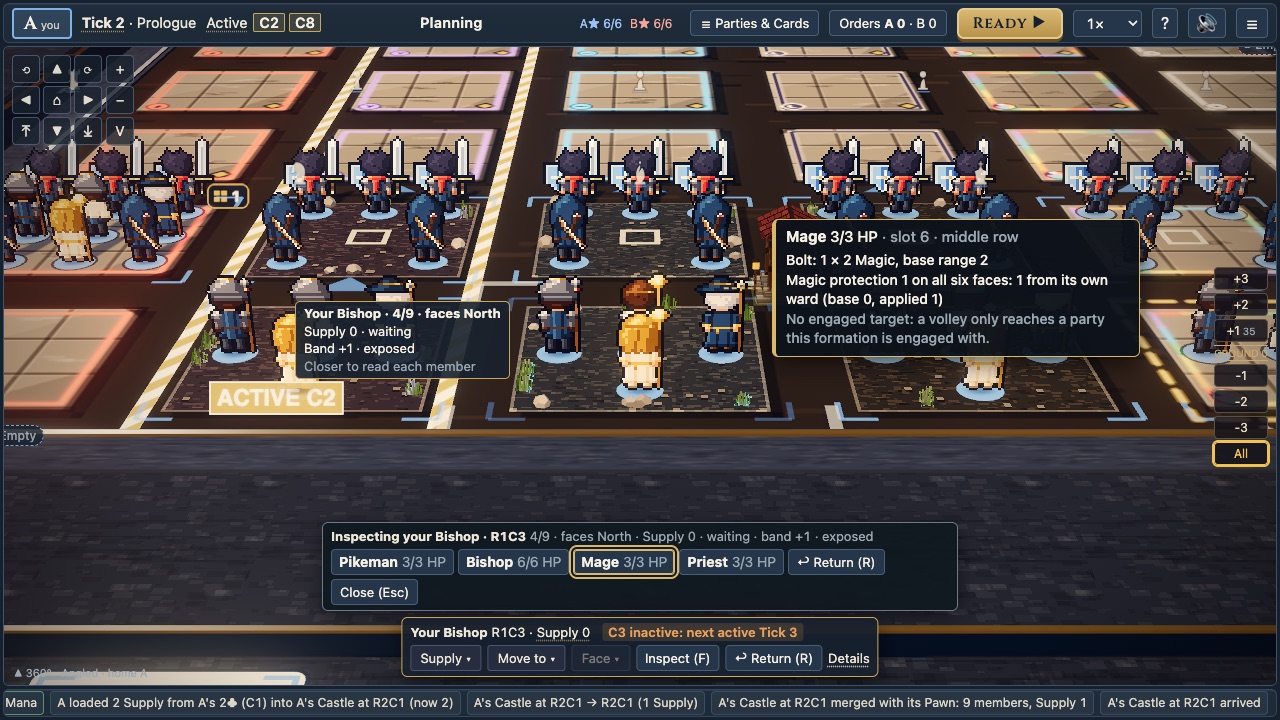 A you
Tick 2 · Prologue
Active C2 C8
Planning
A★ 6/6 B★ 6/6
≡ Parties & Cards
Orders A 0 · B 0
READY ▶
1×
?
V
1
Mage 3/3 HP · slot 6 · middle row
Bolt: 1 × 2 Magic, base range 2
Magic protection 1 on all six faces: 1 from its own
ward (base 0, applied 1)
No engaged target: a volley only reaches a party
this formation is engaged with.
Your Bishop · 4/9 · faces North
Supply 0 · waiting
Band +1 · exposed
Closer to read each member
ACTIVE C2
Empty
+3
+2
+1 35
-1
-2
-3
All
Inspecting your Bishop · R1C3 4/9 · faces North · Supply 0 · waiting · band +1 · exposed
Pikeman 3/3 HP
Bishop 6/6 HP
Mage 3/3 HP
Priest 3/3 HP
↩ Return (R)
Close (Esc)
Your Bishop R1C3 · Supply 0 C3 inactive: next active Tick 3
Supply ▾
Move to ▾
Face ▾
Inspect (F)
↩ Return (R)
Details
Mana
A loaded 2 Supply from A's 2♣ (C1) into A's Castle at R2C1 (now 2)
A's Castle at R2C1 → R2C1 (1 Supply)
A's Castle at R2C1 merged with its Pawn: 9 members, Supply 1
A's Castle at R2C1 arrived